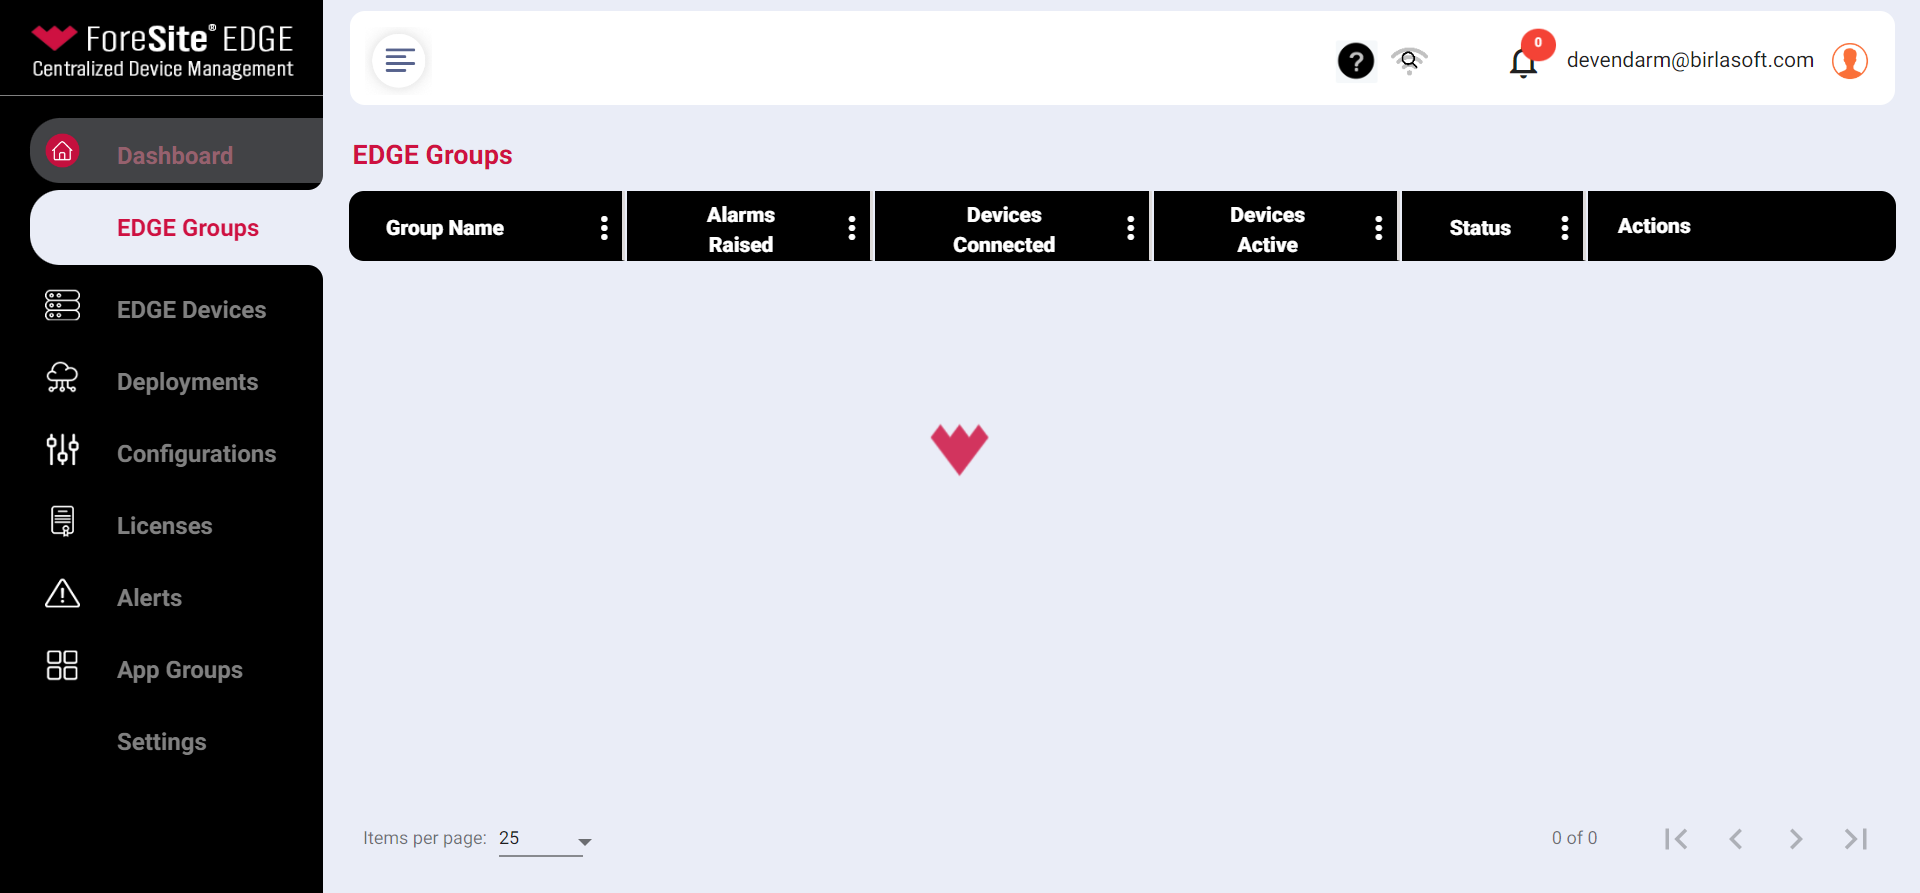 ForeSite® EDGE
Centralized Device Management
Dashboard
EDGE Groups
EDGE Devices
Deployments
Configurations
Licenses
Alerts
App Groups
Settings
?
0
devendarm@birlasoft.com
EDGE Groups
Group Name
Alarms
Raised
Devices
Connected
Devices
Active
Status
Actions
Items per page: 25
0 of 0